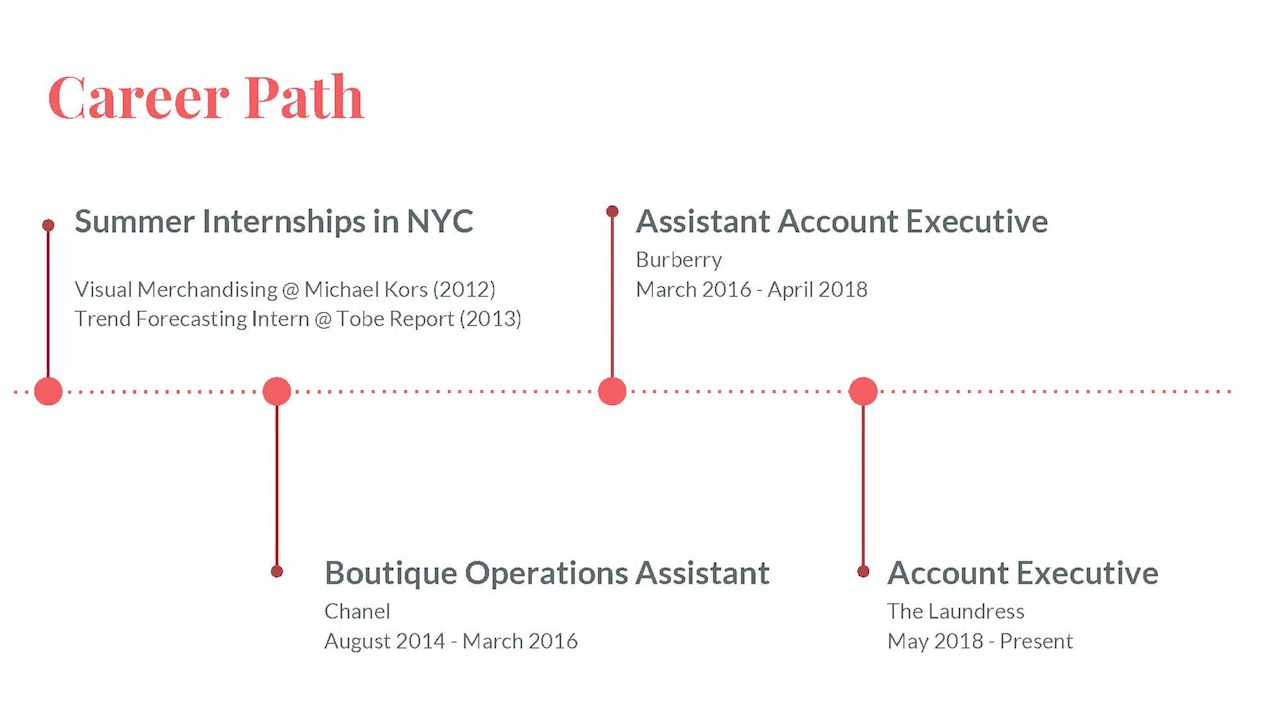 Career Path
Summer Internships in NYC
Visual Merchandising @ Michael Kors (2012)
Trend Forecasting Intern @ Tobe Report (2013)
Assistant Account Executive
Burberry
March 2016 - April 2018
Boutique Operations Assistant
Chanel
August 2014 - March 2016
Account Executive
The Laundress
May 2018 - Present